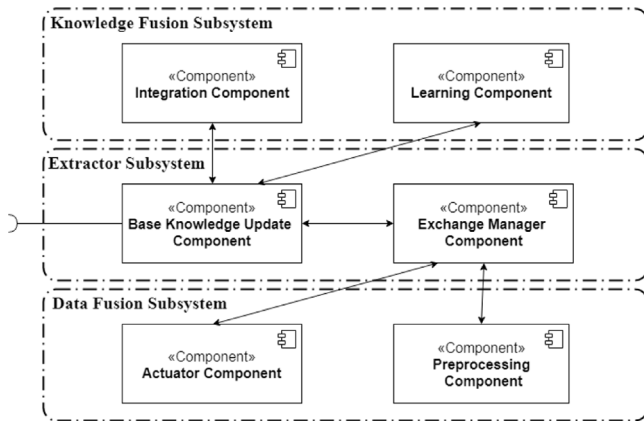 Knowledge Fusion Subsystem
«Component»
Integration Component
«Component»
Learning Component
Extractor Subsystem
«Component»
Base Knowledge Update
Component
«Component»
Exchange Manager
Component
Data Fusion Subsystem
«Component»
Actuator Component
«Component»
Preprocessing
Component